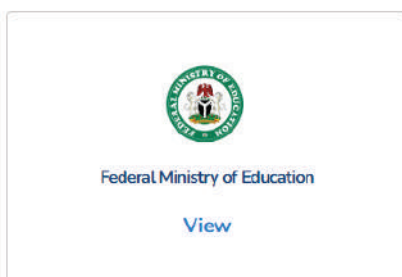 FEDERAL MINISTRY OF EDUCATION
Federal Ministry of Education
View